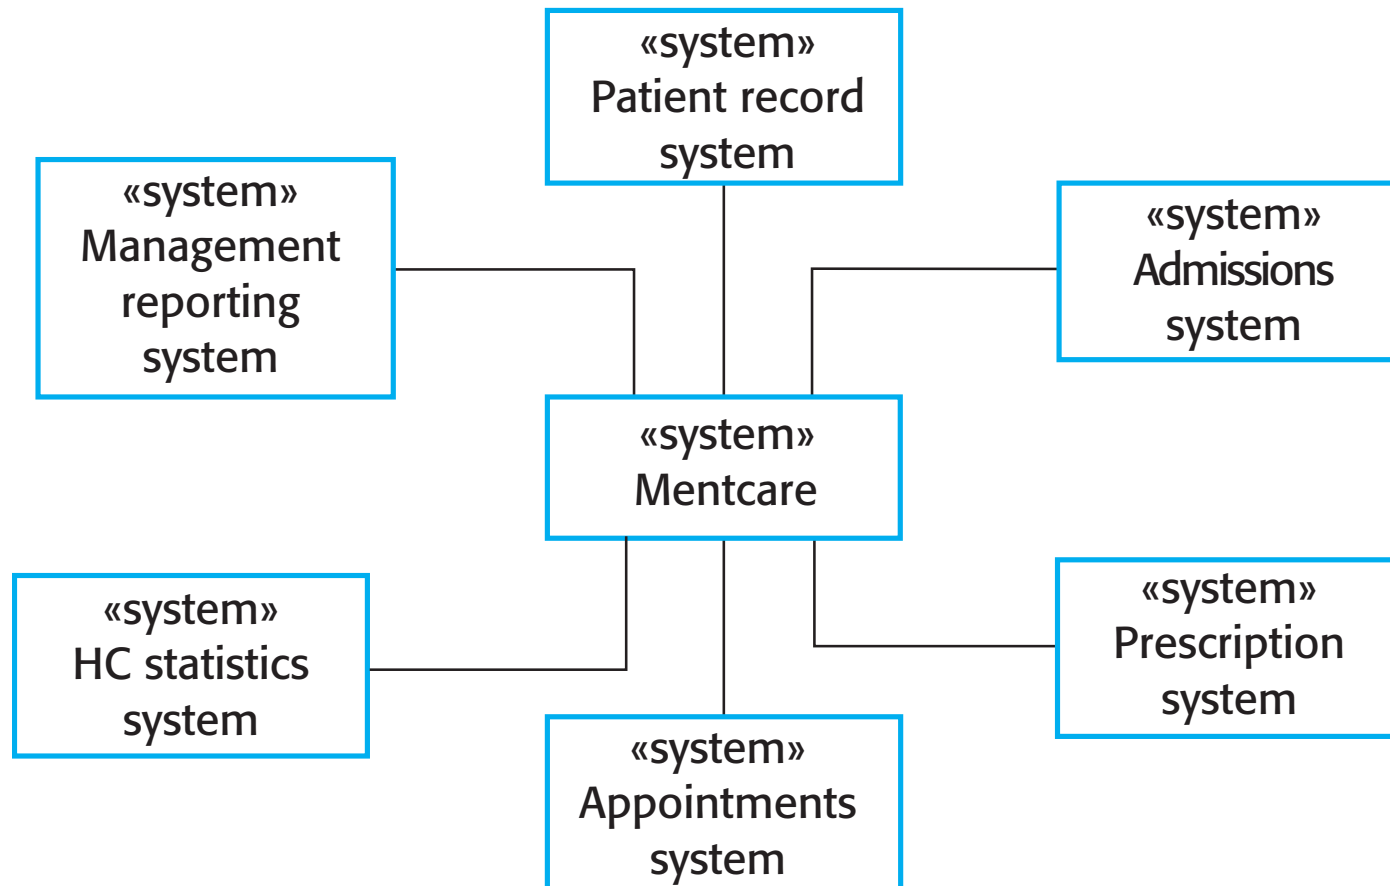 «system»
Patient record
system
«system»
Management
reporting
system
«system»
Admissions
system
«system»
Mentcare
«system»
HC statistics
system
«system»
Prescription
system
«system»
Appointments
system